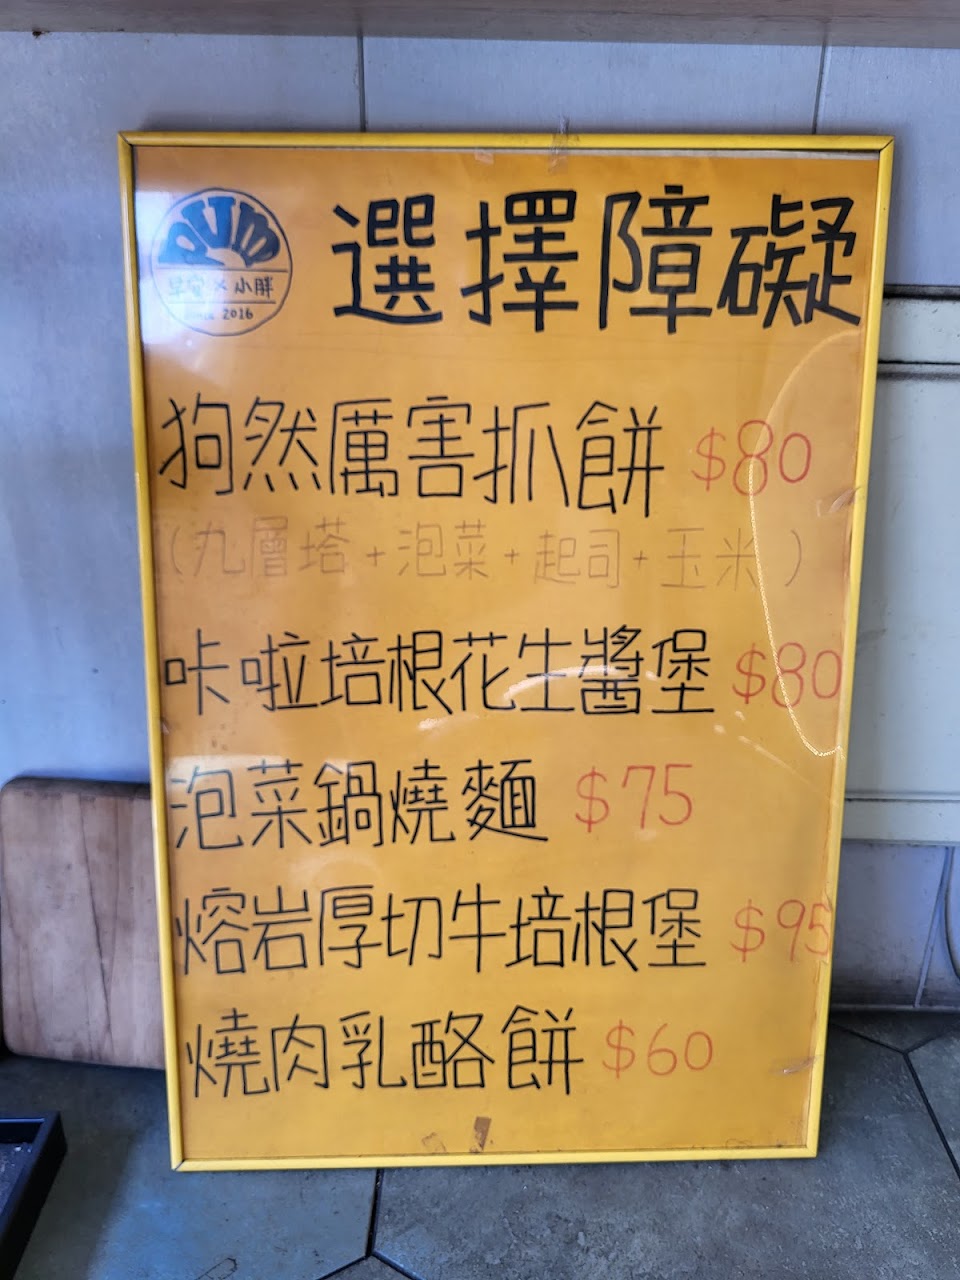 PUM
早安×小胖
SINCE 2016
選擇障礙
狗然厲害抓餅 $80
(九層塔+泡菜+起司+玉米)
咔啦培根花生醬堡 $80
泡菜鍋燒麵 $75
熔岩厚切牛培根堡 $95
燒肉乳酪餅 $60